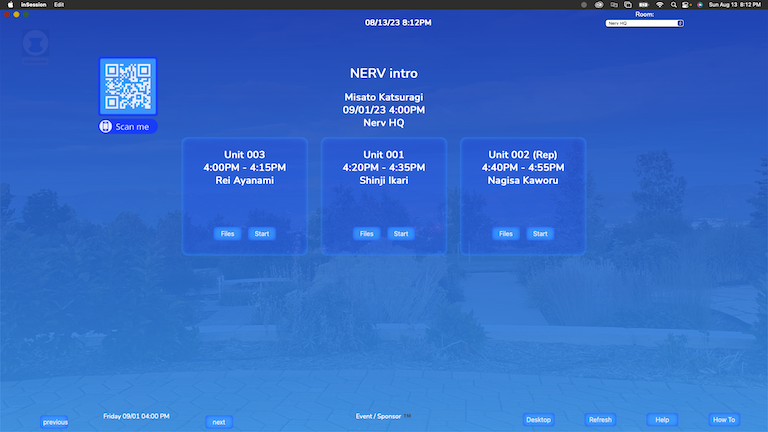 InSession Edit
Sun Aug 13 8:12 PM
08/13/23 8:12PM
Room:
Nerv HQ
Scan me
NERV intro
Misato Katsuragi
09/01/23 4:00PM
Nerv HQ
Unit 003
4:00PM - 4:15PM
Rei Ayanami
Files Start
Unit 001
4:20PM - 4:35PM
Shinji Ikari
Files Start
Unit 002 (Rep)
4:40PM - 4:55PM
Nagisa Kaworu
Files Start
previous
Friday 09/01 04:00 PM
next
Event / Sponsor
Desktop
Refresh
Help
How To